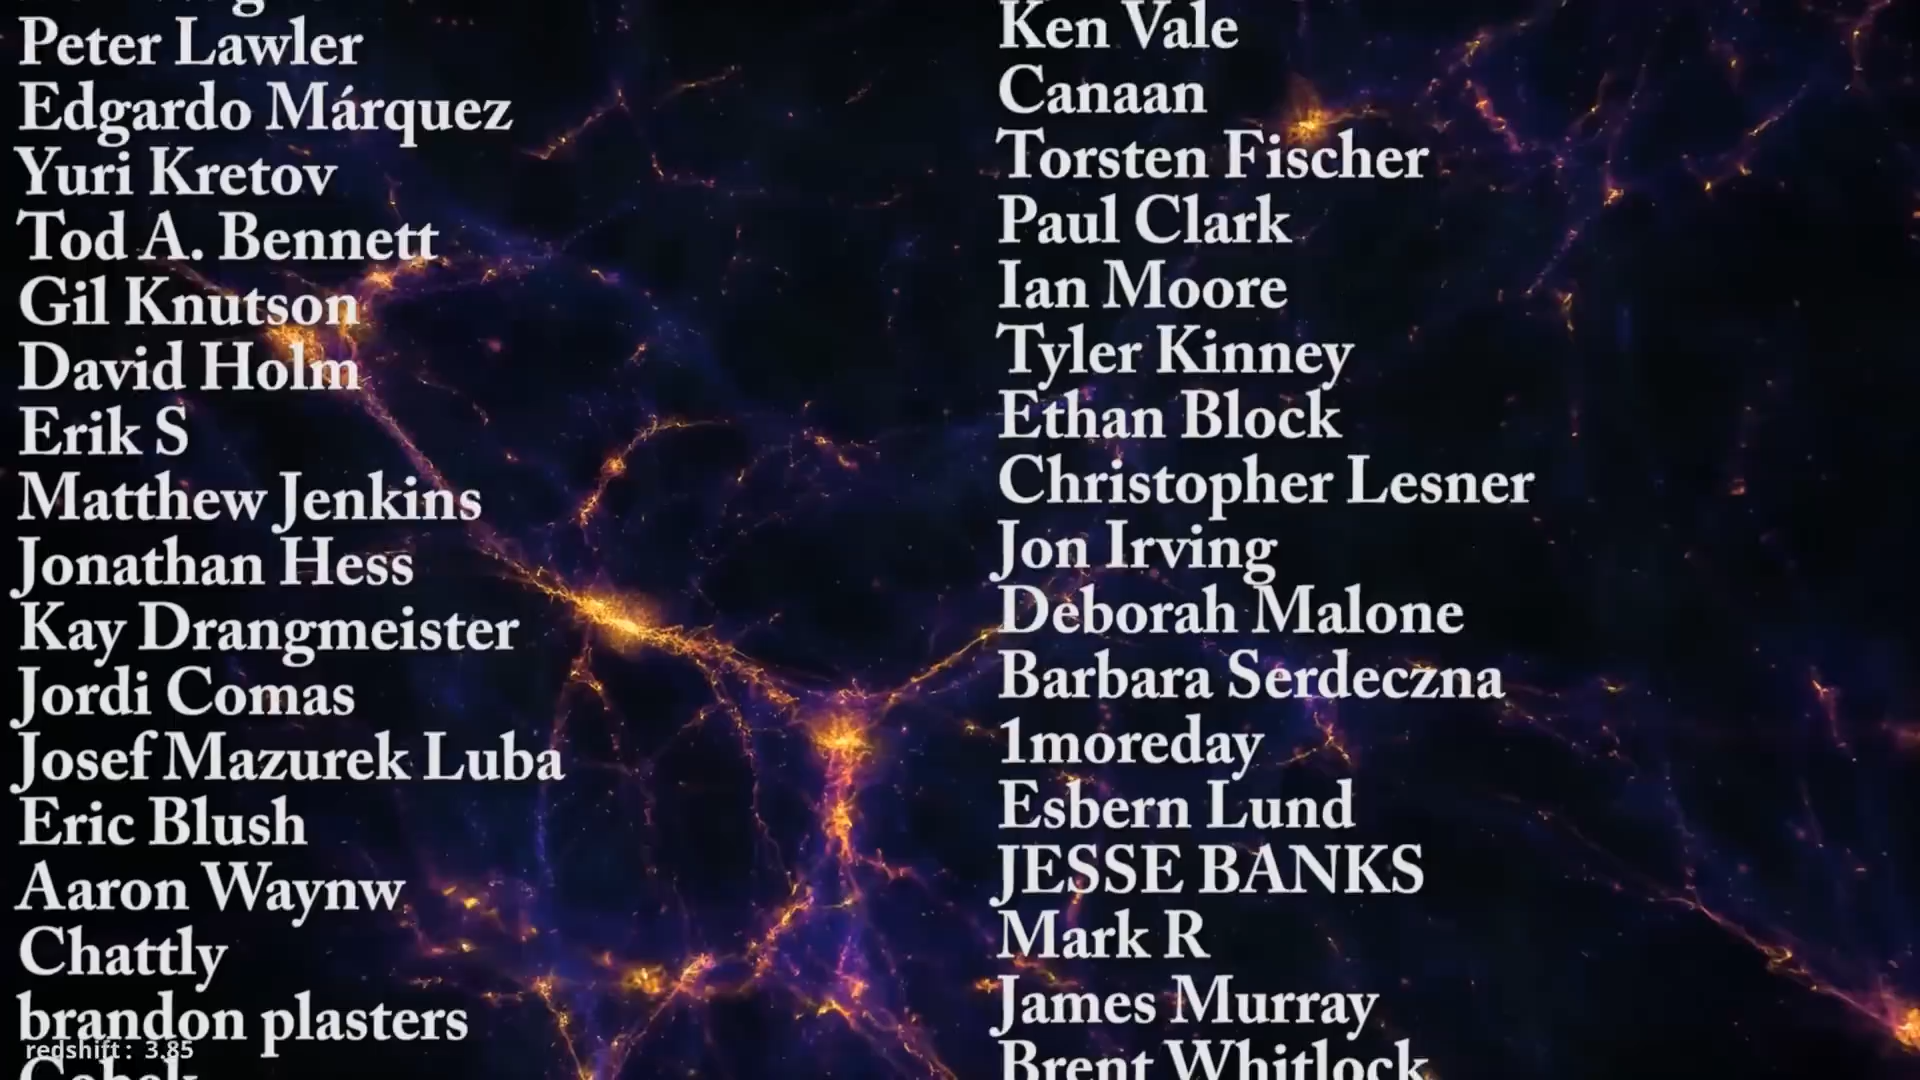 Peter Lawler
Edgardo Márquez
Yuri Kretov
Tod A. Bennett
Gil Knutson
David Holm
Erik S
Matthew Jenkins
Jonathan Hess
Kay Drangmeister
Jordi Comas
Josef Mazurek Luba
Eric Blush
Aaron Waynw
Chattly
brandon plasters
redshift: 3.85
Ken Vale
Canaan
Torsten Fischer
Paul Clark
Ian Moore
Tyler Kinney
Ethan Block
Christopher Lesner
Jon Irving
Deborah Malone
Barbara Serdeczna
1moreday
Esbern Lund
JESSE BANKS
Mark R
James Murray
Brent Whitlock